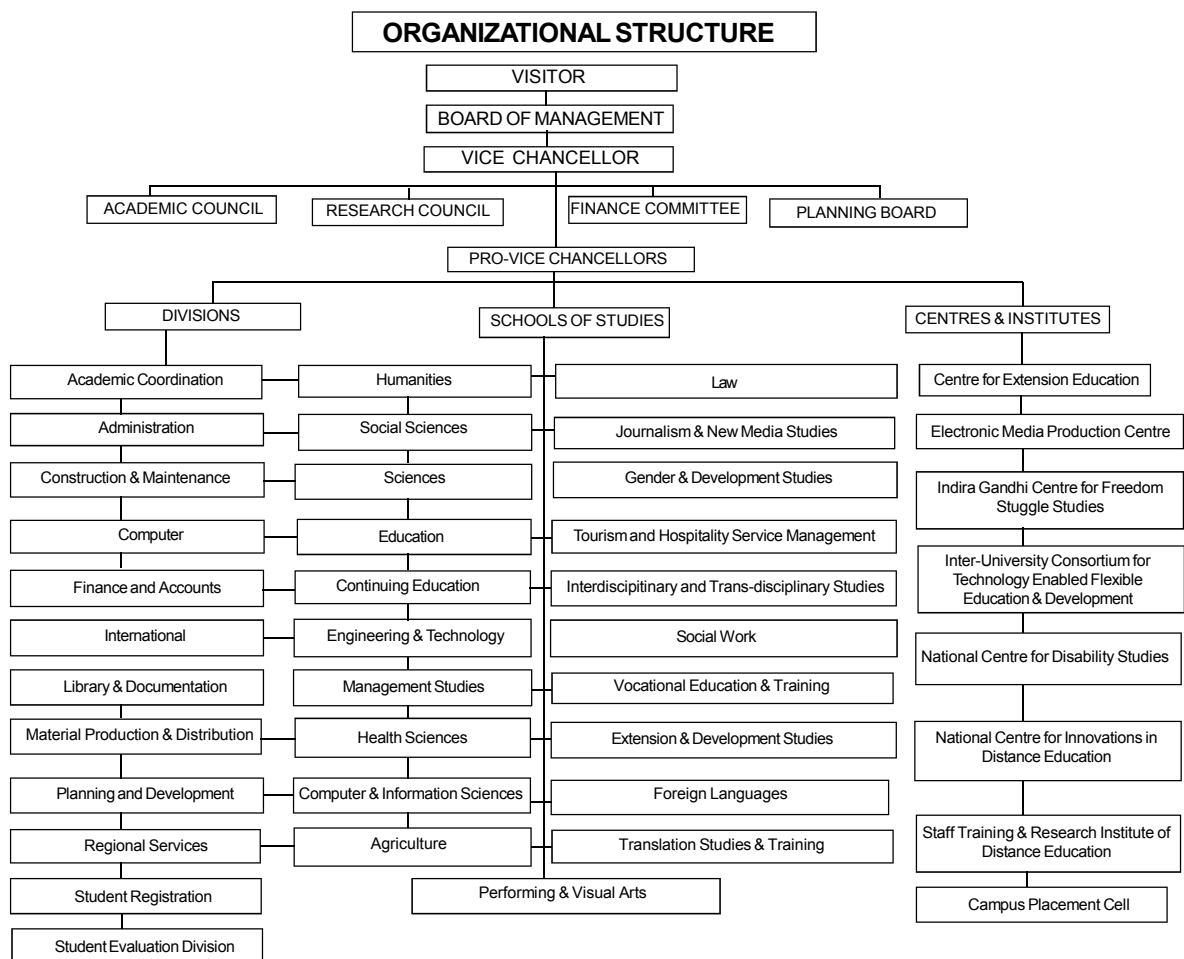 ORGANIZATIONAL STRUCTURE
VISITOR
BOARD OF MANAGEMENT
VICE CHANCELLOR
ACADEMIC COUNCIL
RESEARCH COUNCIL
FINANCE COMMITTEE
PLANNING BOARD
PRO-VICE CHANCELLORS
DIVISIONS
SCHOOLS OF STUDIES
CENTRES & INSTITUTES
Academic Coordination
Administration
Construction & Maintenance
Computer
Finance and Accounts
International
Library & Documentation
Material Production & Distribution
Planning and Development
Regional Services
Student Registration
Student Evaluation Division
Humanities
Social Sciences
Sciences
Education
Continuing Education
Engineering & Technology
Management Studies
Health Sciences
Computer & Information Sciences
Agriculture
Law
Journalism & New Media Studies
Gender & Development Studies
Tourism and Hospitality Service Management
Interdiscipitinary and Trans-disciplinary Studies
Social Work
Vocational Education & Training
Extension & Development Studies
Foreign Languages
Translation Studies & Training
Performing & Visual Arts
Centre for Extension Education
Electronic Media Production Centre
Indira Gandhi Centre for Freedom
Stuggle Studies
Inter-University Consortium for
Technology Enabled Flexible
Education & Development
National Centre for Disability Studies
National Centre for Innovations in
Distance Education
Staff Training & Research Institute of
Distance Education
Campus Placement Cell